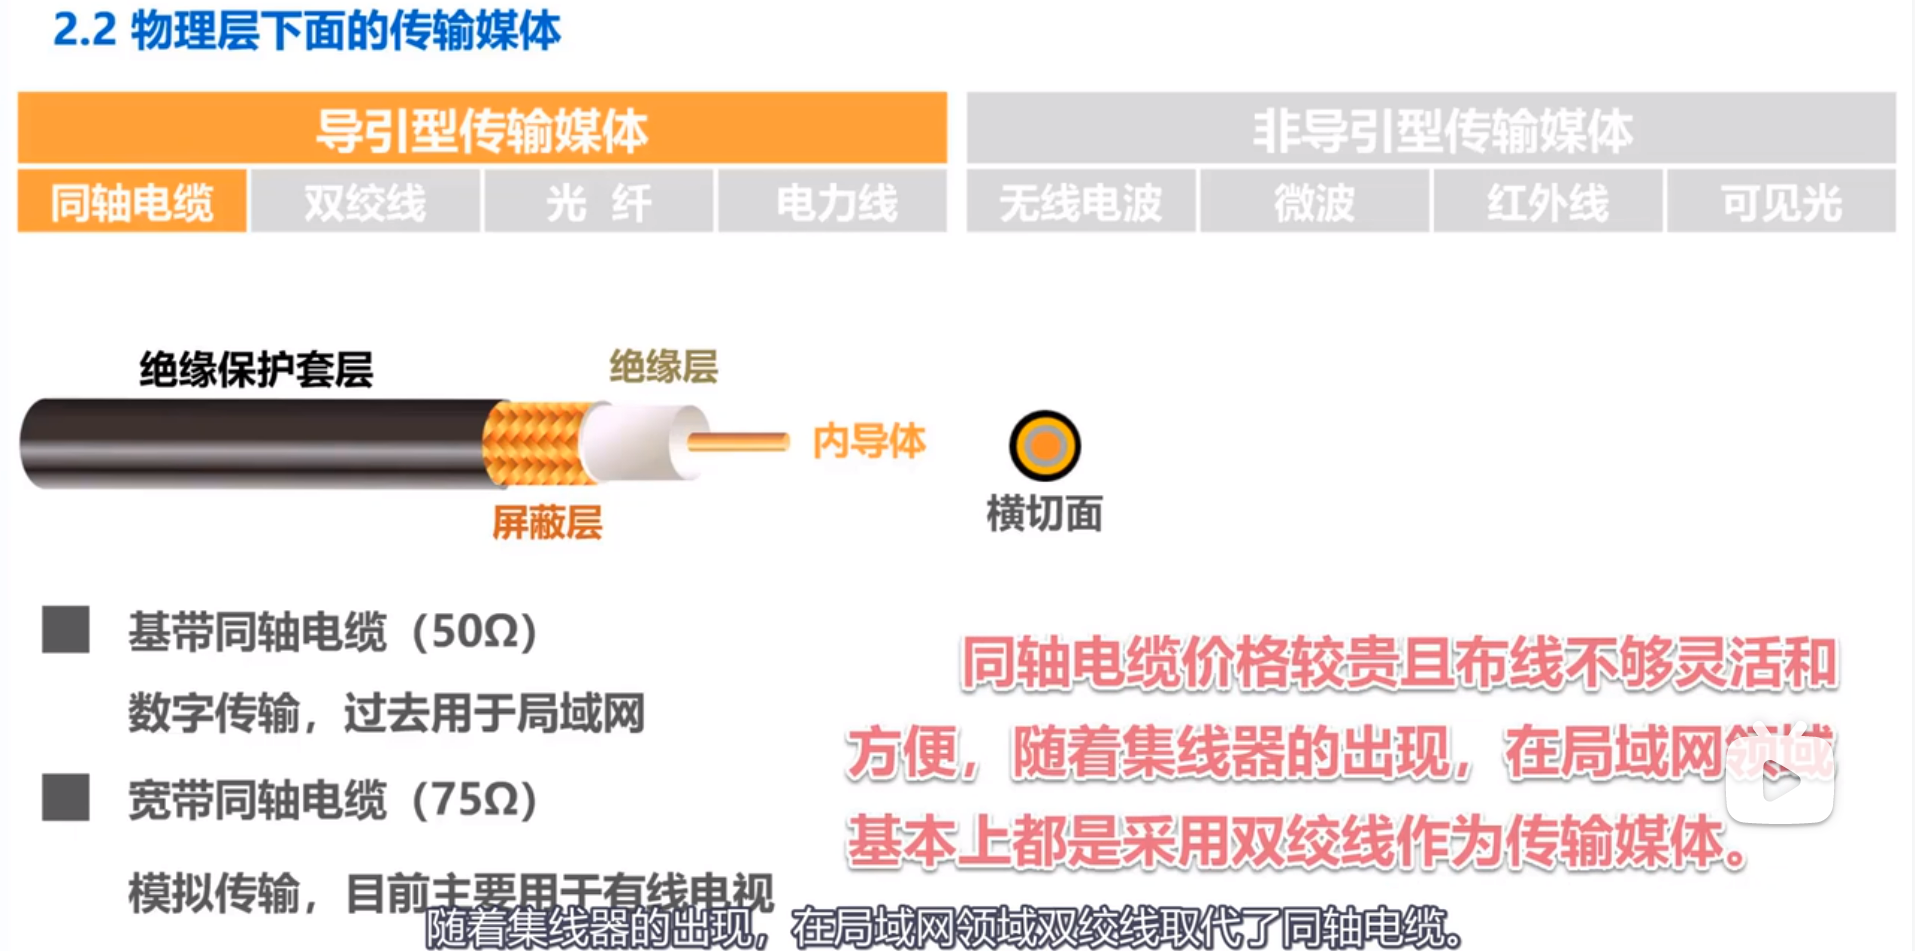 2.2 物理层下面的传输媒体
导引型传输媒体
非导引型传输媒体
同轴电缆
双绞线
光 纤
电力线
无线电波
微波
红外线
可见光
绝缘保护套层
绝缘层
内导体
屏蔽层
横切面
基带同轴电缆（50Ω）
数字传输，过去用于局域网
宽带同轴电缆（75Ω）
模拟传输，目前主要用于有线电视
同轴电缆价格较贵且布线不够灵活和
方便，随着集线器的出现，在局域网领域
基本上都是采用双绞线作为传输媒体。
随着集线器的出现，在局域网领域双绞线取代了同轴电缆。